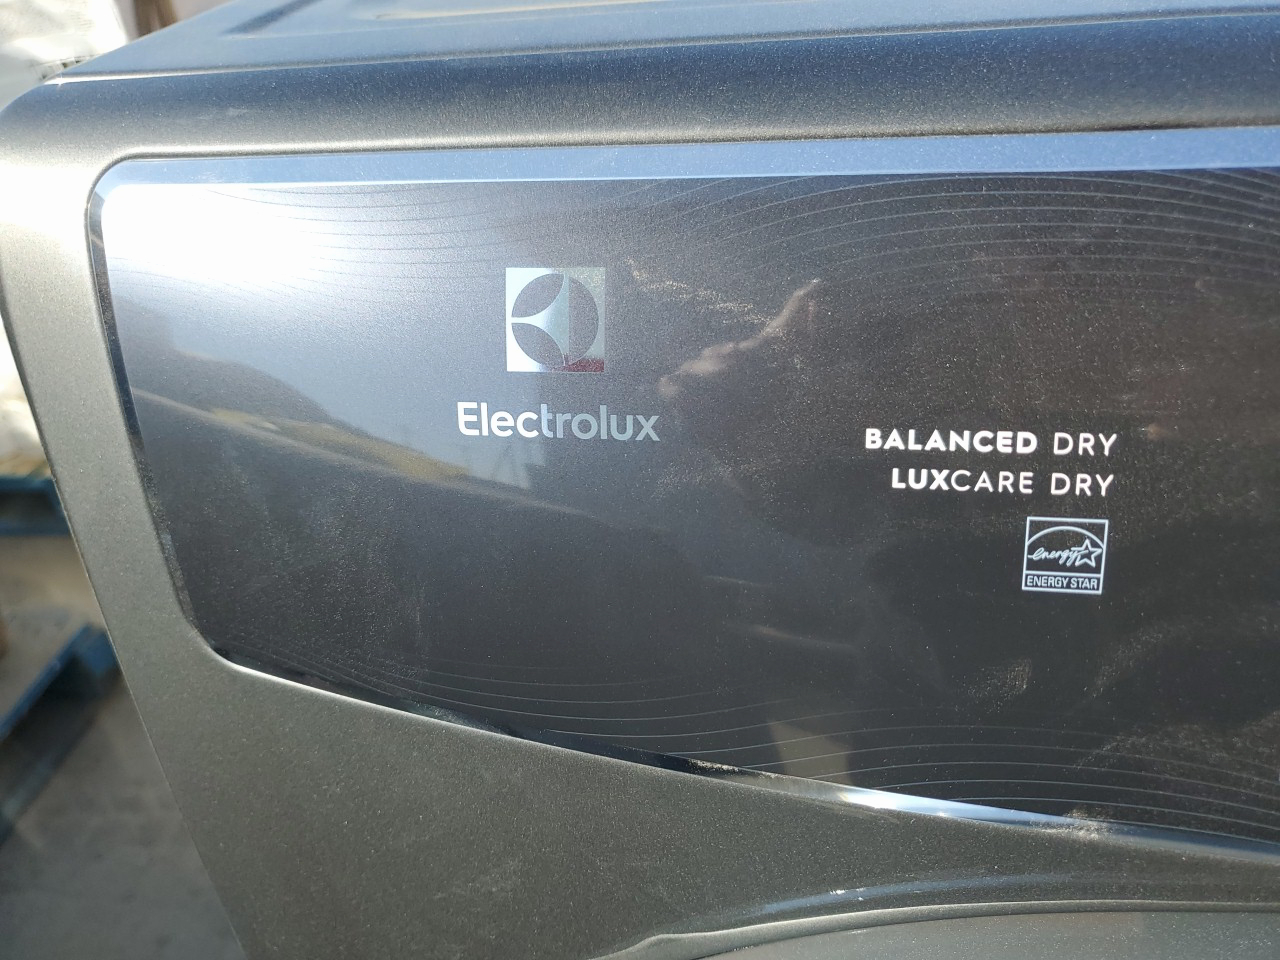 Electrolux
BALANCED DRY
LUXCARE DRY
energy
ENERGY STAR